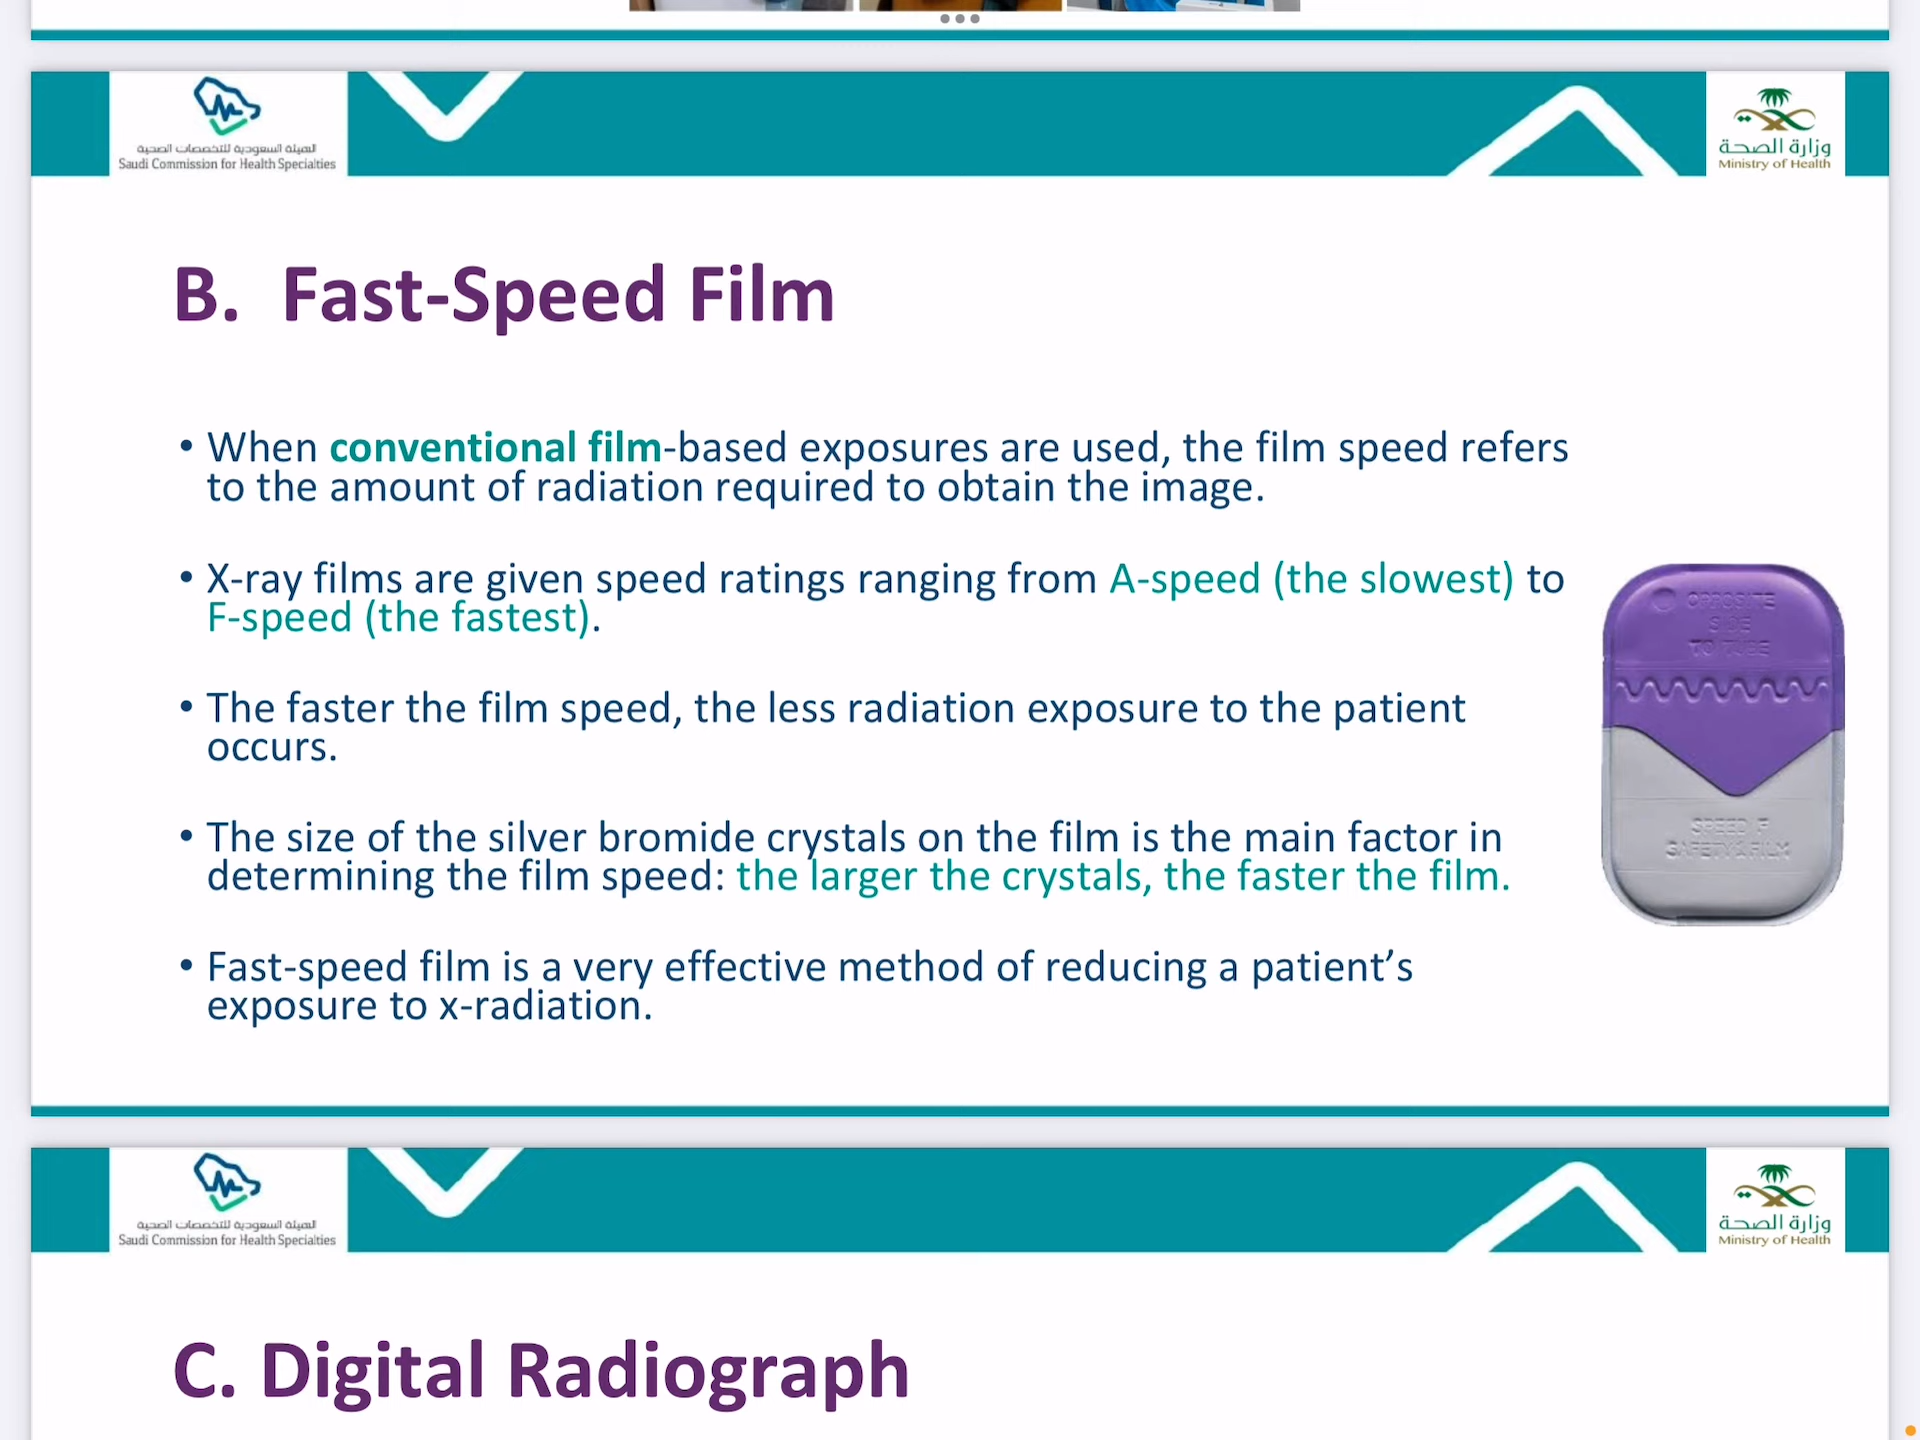 الهيئة السعودية للتخصصات الصحية
Saudi Commission for Health Specialties
وزارة الصحة
Ministry of Health
B. Fast-Speed Film
• When conventional film-based exposures are used, the film speed refers
to the amount of radiation required to obtain the image.
• X-ray films are given speed ratings ranging from A-speed (the slowest) to
F-speed (the fastest).
• The faster the film speed, the less radiation exposure to the patient
occurs.
• The size of the silver bromide crystals on the film is the main factor in
determining the film speed: the larger the crystals, the faster the film.
• Fast-speed film is a very effective method of reducing a patient’s
exposure to x-radiation.
OPPOSITE
SIDE
TO TUBE
SPEED F
SAFETY FILM
الهيئة السعودية للتخصصات الصحية
Saudi Commission for Health Specialties
وزارة الصحة
Ministry of Health
C. Digital Radiograph